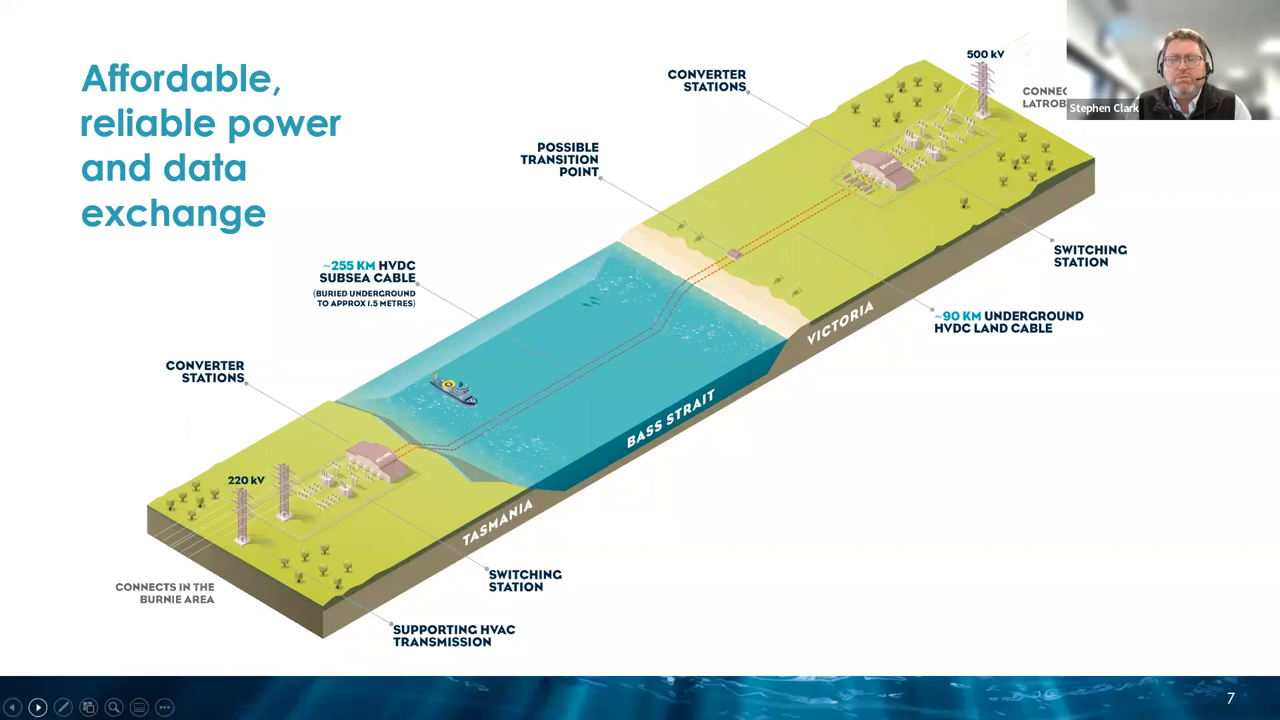 Affordable,
reliable power
and data
exchange
500 kV
CONVERTER
STATIONS
CONNEC
LATROB
Stephen Clark
POSSIBLE
TRANSITION
POINT
SWITCHING
STATION
~255 KM HVDC
SUBSEA CABLE
(BURIED UNDERGROUND
TO APPROX 1.5 METRES)
~90 KM UNDERGROUND
HVDC LAND CABLE
VICTORIA
CONVERTER
STATIONS
BASS STRAIT
220 kV
TASMANIA
SWITCHING
STATION
CONNECTS IN THE
BURNIE AREA
SUPPORTING HVAC
TRANSMISSION
7